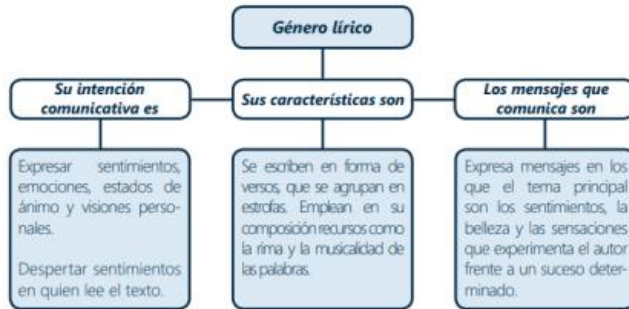 Género lírico
Su intención
comunicativa es
Sus características son
Los mensajes que
comunica son
Expresar sentimientos,
emociones, estados de
ánimo y visiones perso-
nales.
Despertar sentimientos
en quien lee el texto.
Se escriben en forma de
versos, que se agrupan en
estrofas. Emplean en su
composición recursos como
la rima y la musicalidad de
las palabras.
Expresa mensajes en los
que el tema principal
son los sentimientos, la
belleza y las sensaciones
que experimenta el autor
frente a un suceso deter-
minado.